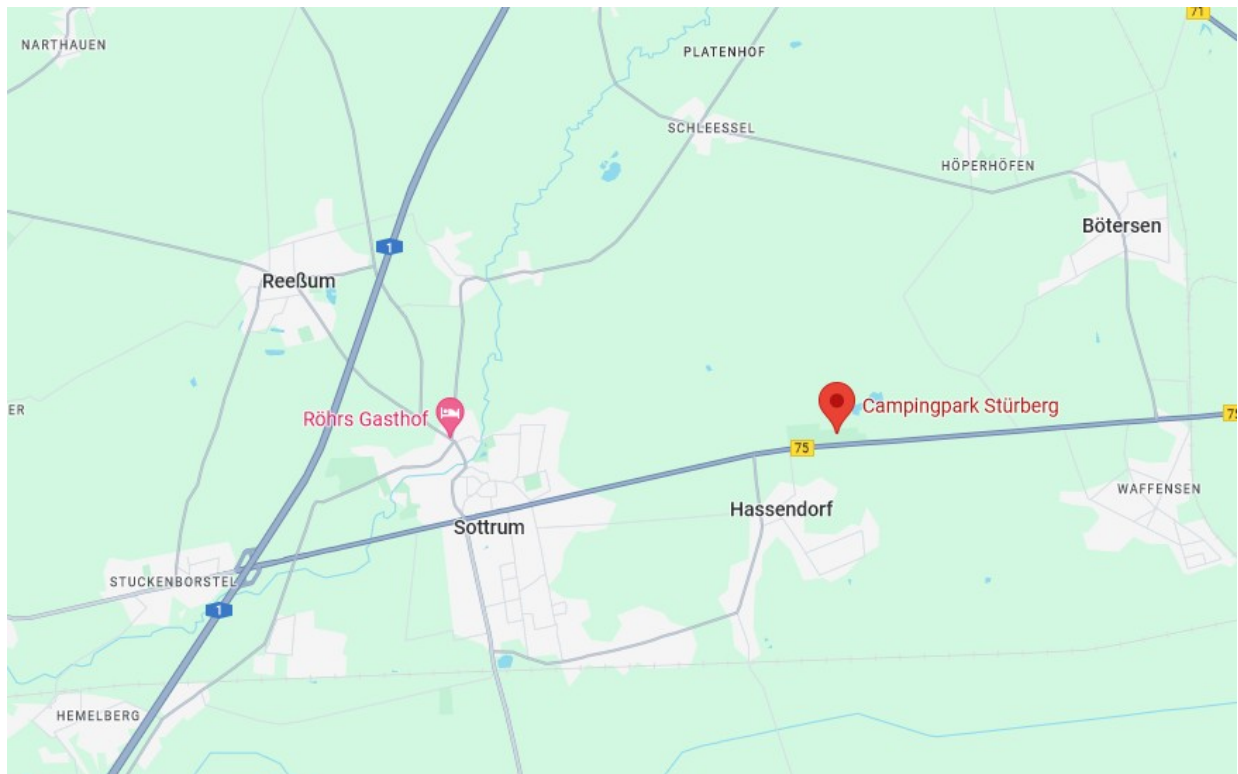 71
NARTHAUEN
PLATENHOF
SCHLEESSEL
HÖPERHÖFEN
Bötersen
1
Reeßum
Röhrs Gasthof
Campingpark Stürberg
ER
75
75
WAFFENSEN
Hassendorf
Sottrum
STUCKENBORSTEL
1
HEMELBERG